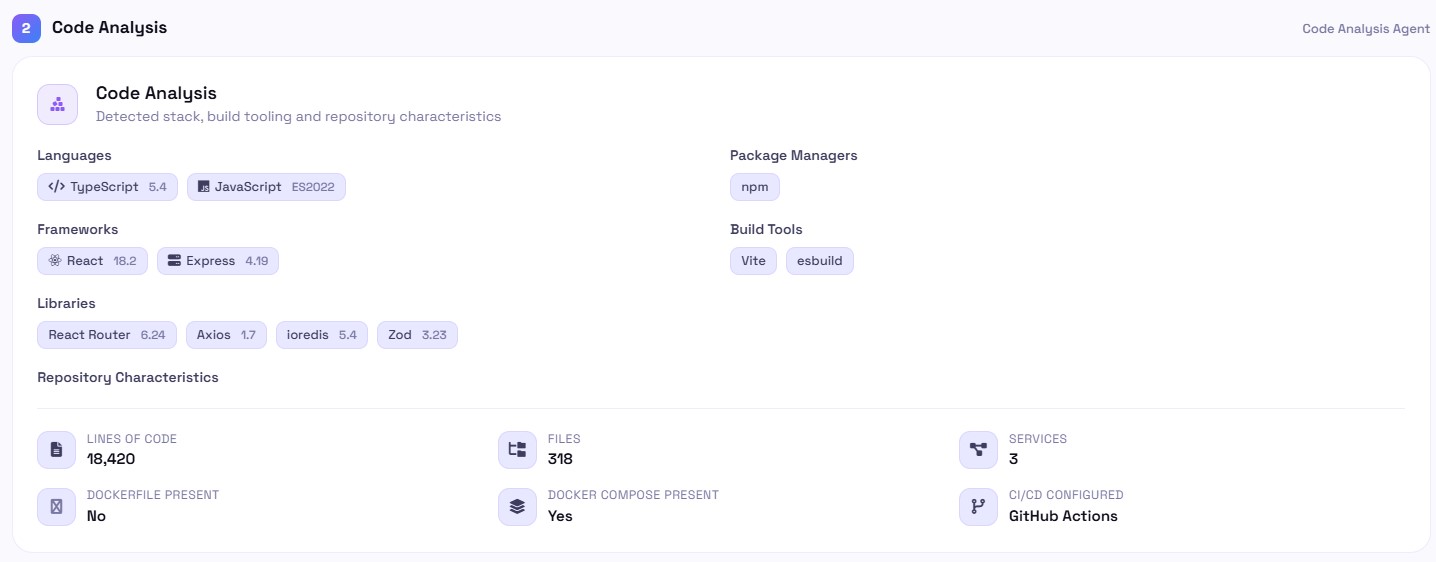 2 Code Analysis Code Analysis Agent
Code Analysis
Detected stack, build tooling and repository characteristics
Languages
TypeScript 5.4 JS JavaScript ES2022
Package Managers
npm
Frameworks
React 18.2 Express 4.19
Build Tools
Vite esbuild
Libraries
React Router 6.24 Axios 1.7 ioredis 5.4 Zod 3.23
Repository Characteristics
LINES OF CODE
18,420
FILES
318
SERVICES
3
DOCKERFILE PRESENT
No
DOCKER COMPOSE PRESENT
Yes
CI/CD CONFIGURED
GitHub Actions